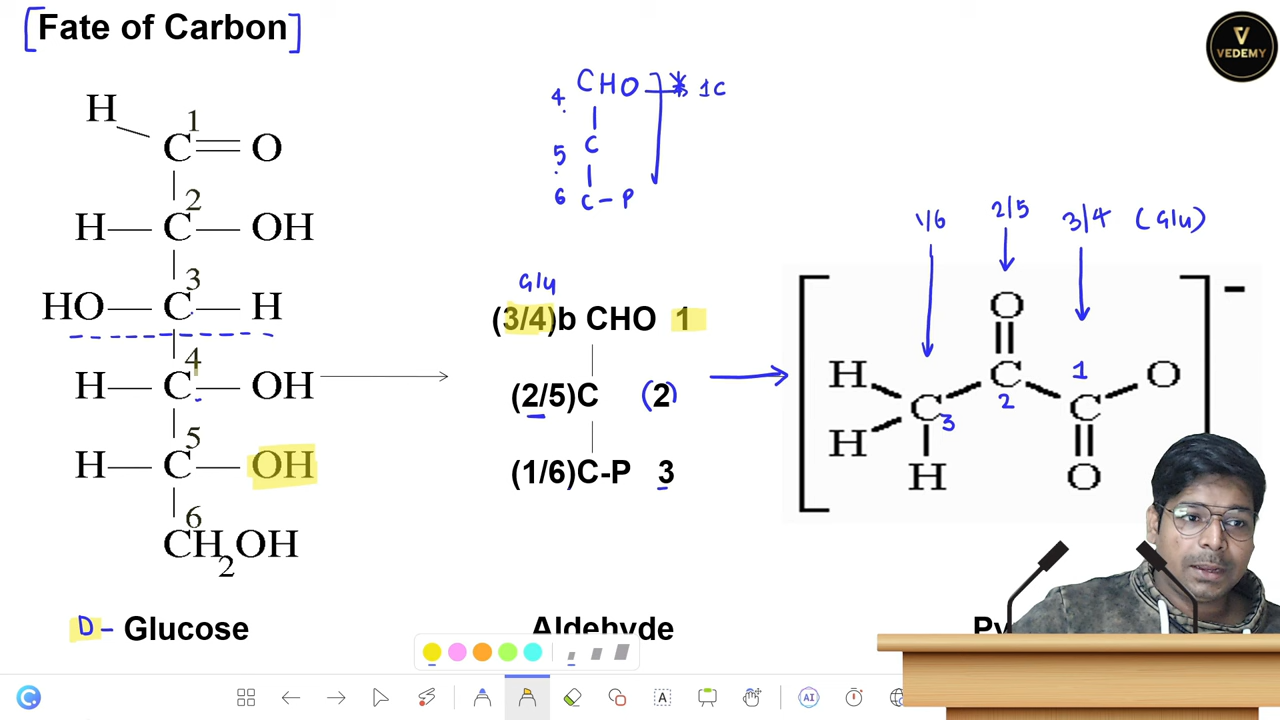 [Fate of Carbon]
VEDEMY
H
1
C=O
2
H—C—OH
3
HO—C—H
4
H—C—OH
5
H—C—OH
6
CH2OH
D- Glucose
4 CHO 1C
5 C
6 C-P
Glu
(3/4)b CHO 1
(2/5)C (2)
(1/6)C-P 3
Aldehyde
1/6 2/5 3/4 (Glu)
O
H C C 1 O
3 2 C
H
H O
-
Py
AI